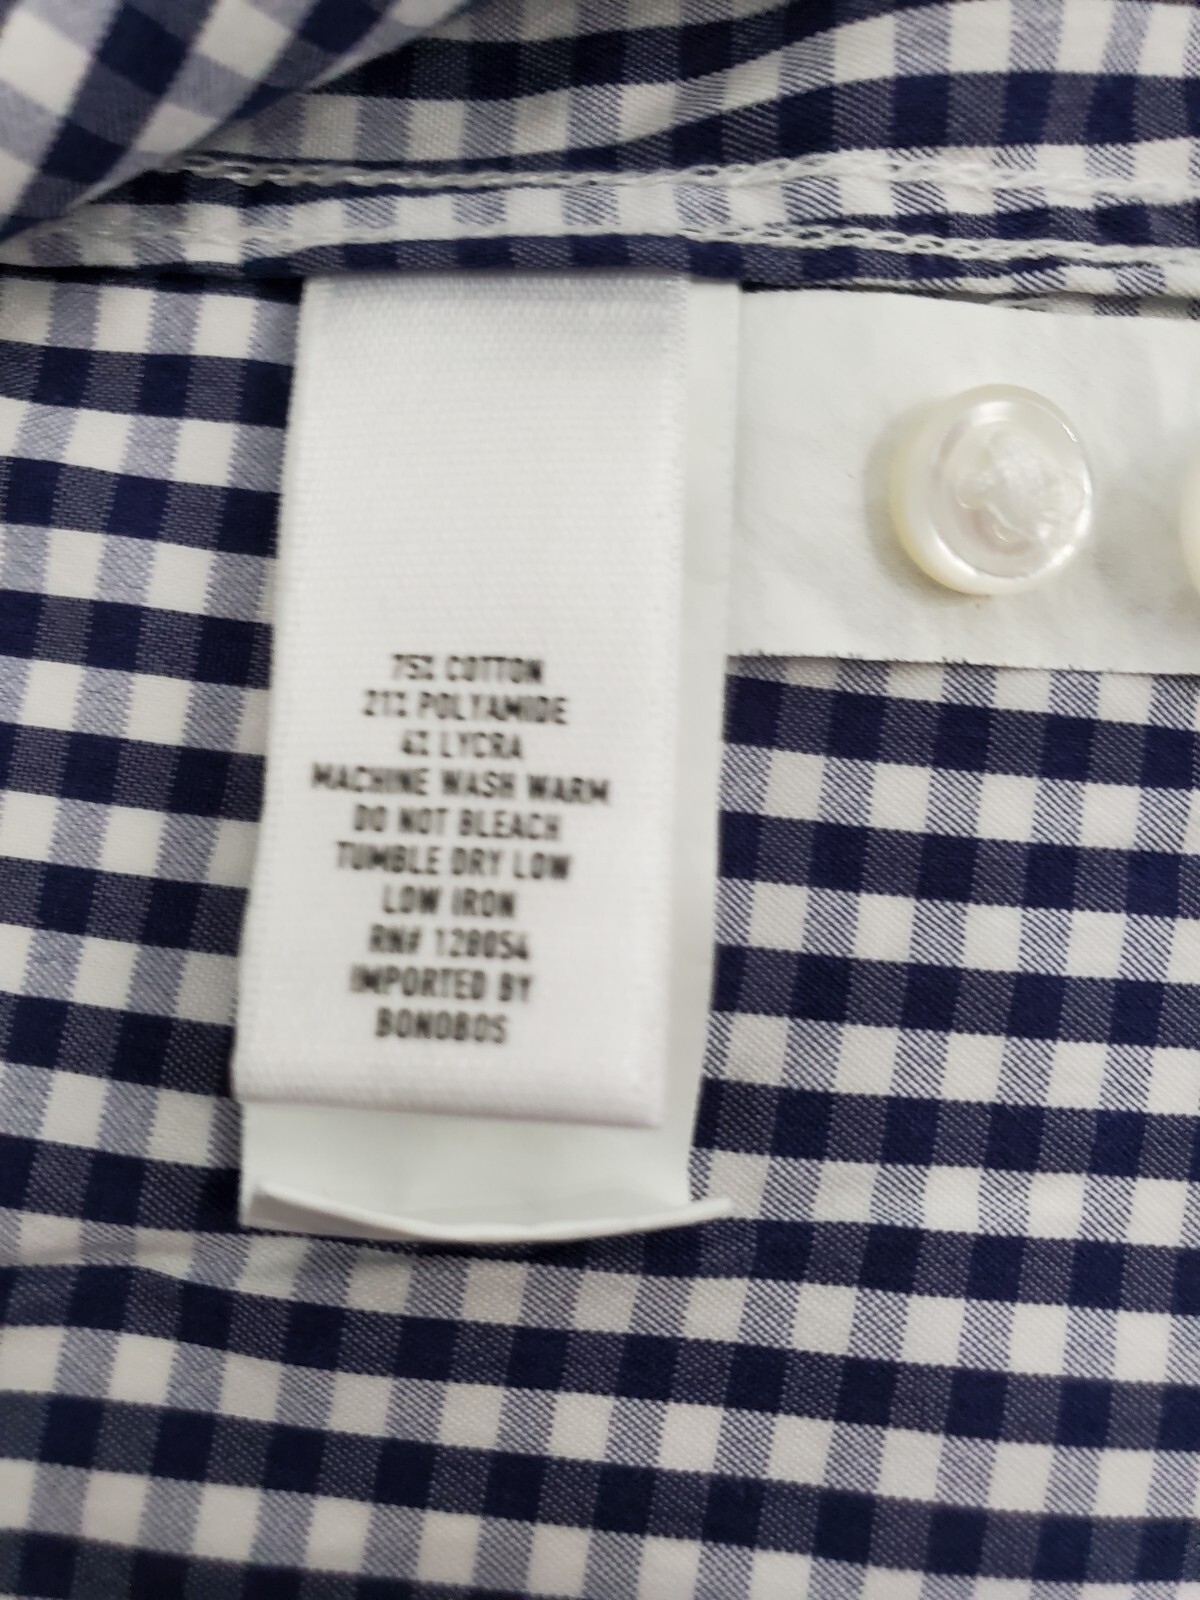 75% COTTON
21% POLYAMIDE
4% LYCRA
MACHINE WASH WARM
DO NOT BLEACH
TUMBLE DRY LOW
LOW IRON
RN# 128054
IMPORTED BY
BONOBOS